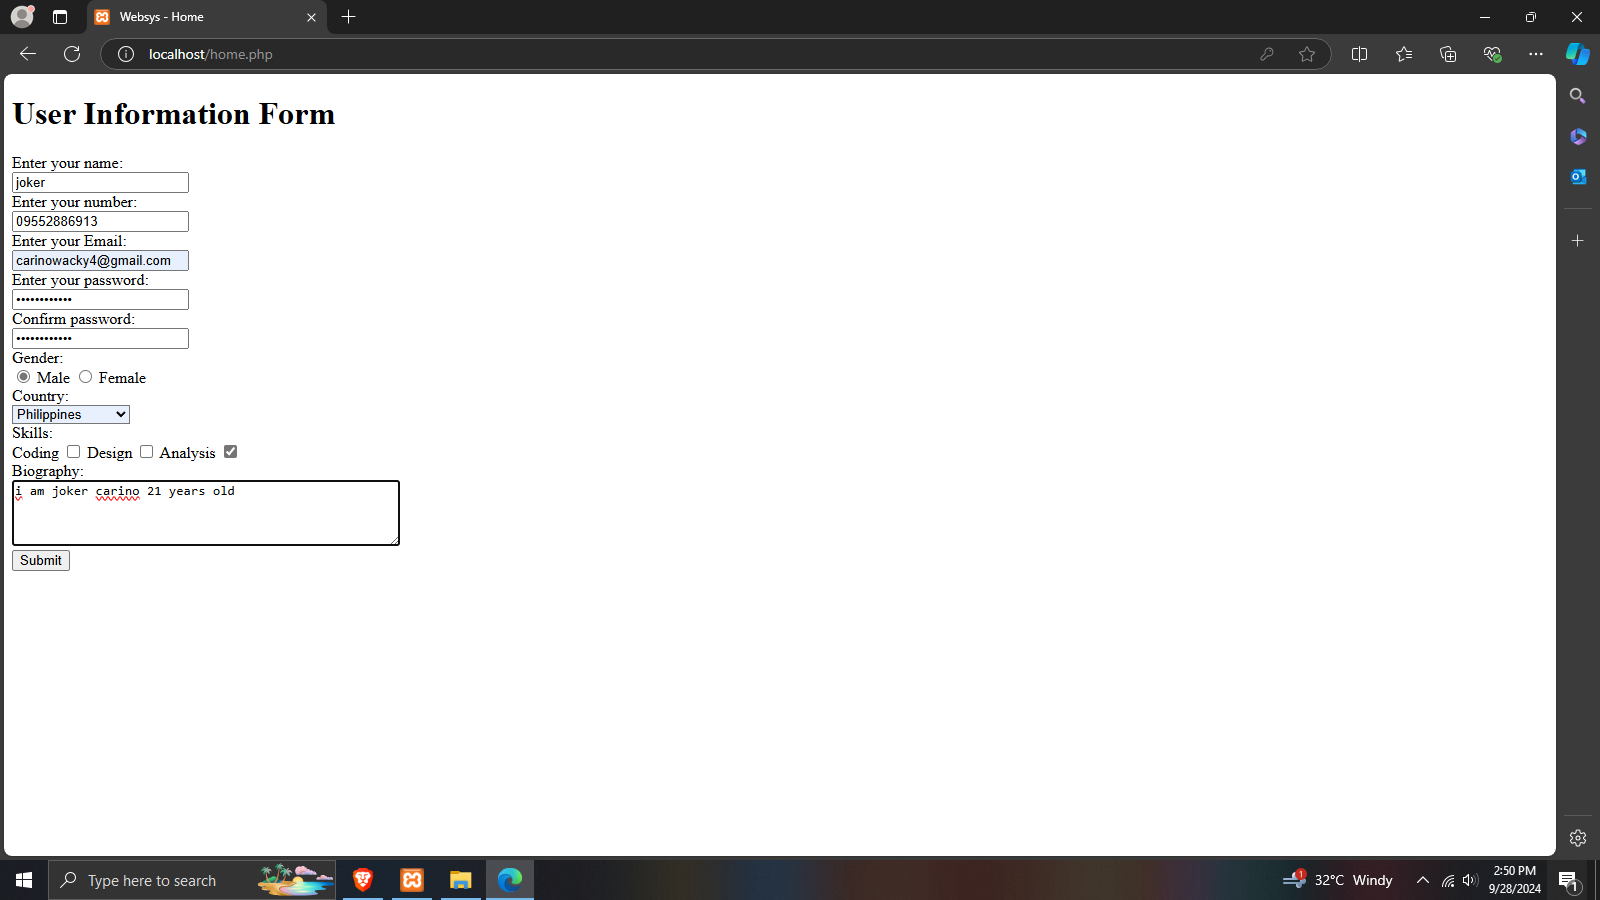 Websys - Home
localhost/home.php
User Information Form
Enter your name:
joker
Enter your number:
09552886913
Enter your Email:
carinowacky4@gmail.com
Enter your password:
••••••••••••
Confirm password:
••••••••••••
Gender:
Male Female
Country:
Philippines
Skills:
Coding Design Analysis
Biography:
i am joker carino 21 years old
Submit
Type here to search
1
32°C Windy
2:50 PM
9/28/2024
1